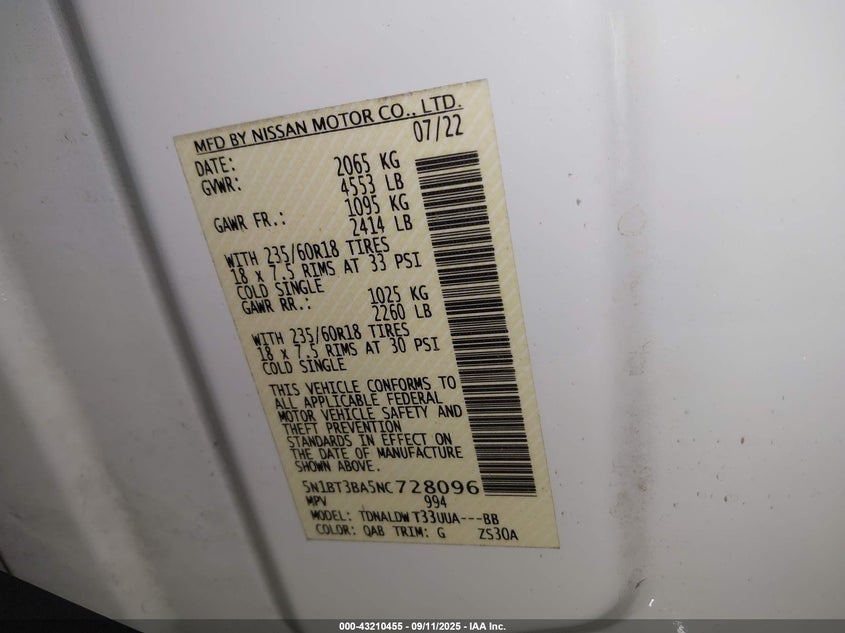 MFD BY NISSAN MOTOR CO., LTD.
DATE: 07/22
GVWR: 2065 KG
4553 LB
GAWR FR.: 1095 KG
2414 LB
WITH 235/60R18 TIRES
18 x 7.5 RIMS AT 33 PSI
COLD SINGLE
GAWR RR.: 1025 KG
2260 LB
WITH 235/60R18 TIRES
18 x 7.5 RIMS AT 30 PSI
COLD SINGLE
THIS VEHICLE CONFORMS TO
ALL APPLICABLE FEDERAL
MOTOR VEHICLE SAFETY AND
THEFT PREVENTION
STANDARDS IN EFFECT ON
THE DATE OF MANUFACTURE
SHOWN ABOVE.
5N1BT3BA5NC728096
MPV 994
MODEL: TDNALDW T33UUA---BB
COLOR: QAB TRIM: G ZS30A
000-43210455 - 09/11/2025 - IAA Inc.